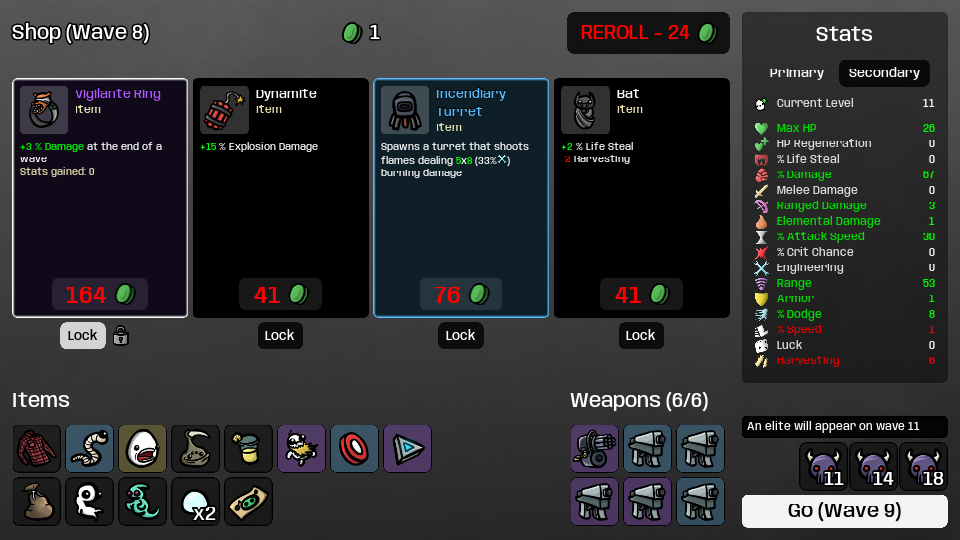 Shop (Wave 8)
1
REROLL - 24
Vigilante Ring
Item
+3 % Damage at the end of a
wave
Stats gained: 0
164
Lock
Dynamite
Item
+15 % Explosion Damage
41
Lock
Incendiary
Turret
Item
Spawns a turret that shoots
flames dealing 5x8 (33%) 
burning damage
76
Lock
Bat
Item
+2 % Life Steal
-2 Harvesting
41
Lock
Stats
Primary
Secondary
Current Level 11
Max HP 26
HP Regeneration 0
% Life Steal 0
% Damage 67
Melee Damage 0
Ranged Damage 3
Elemental Damage 1
% Attack Speed 30
% Crit Chance 0
Engineering 0
Range 53
Armor 1
% Dodge 8
% Speed 1
Luck 0
Harvesting 6
Items
x2
Weapons (6/6)
An elite will appear on wave 11
11
14
18
Go (Wave 9)